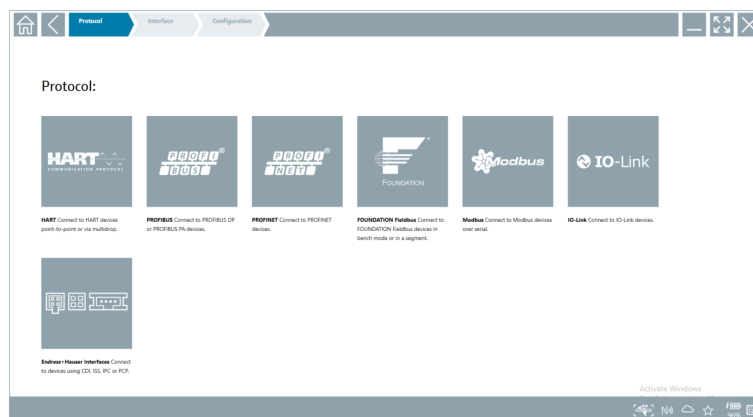 Protocol
Interface
Configuration
Protocol:
HART
COMMUNICATION PROTOCOL
PROFI
BUS
PROFI
NET
FOUNDATION
Modbus
IO-Link
HART Connect to HART devices
point-to-point or via multidrop.
PROFIBUS Connect to PROFIBUS DP
or PROFIBUS PA devices.
PROFINET Connect to PROFINET
devices.
FOUNDATION Fieldbus Connect to
FOUNDATION Fieldbus devices in
bench mode or in a segment.
Modbus Connect to Modbus devices
over serial.
IO-Link Connect to IO-Link devices.
Endress+Hauser Interfaces Connect
to devices using CDI, ISS, IPC or PCP.
Activate Windows
96%